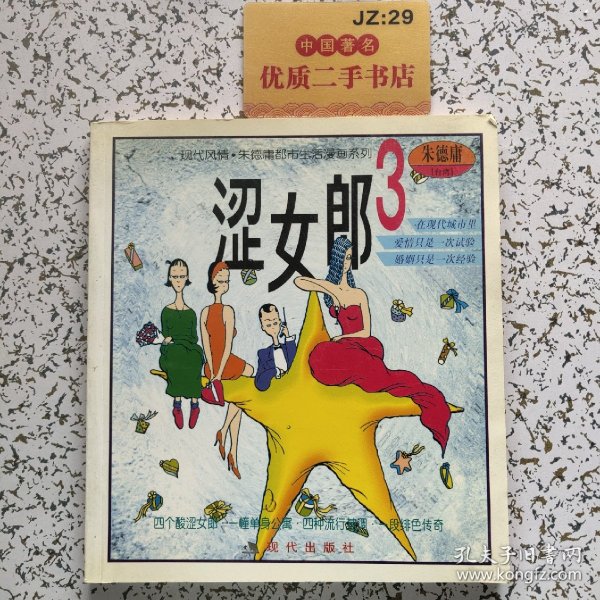 JZ:29
中国著名
优质二手书店
现代风情·朱德庸都市生活漫画系列
朱德庸
(台湾)
涩女郎3
在现代城市里
爱情只是一次试验
婚姻只是一次经验
四个酸涩女郎·一幢单身公寓·四种流行
一段绯色传奇
现代出版社
孔夫子旧书网
www.kongfz.com